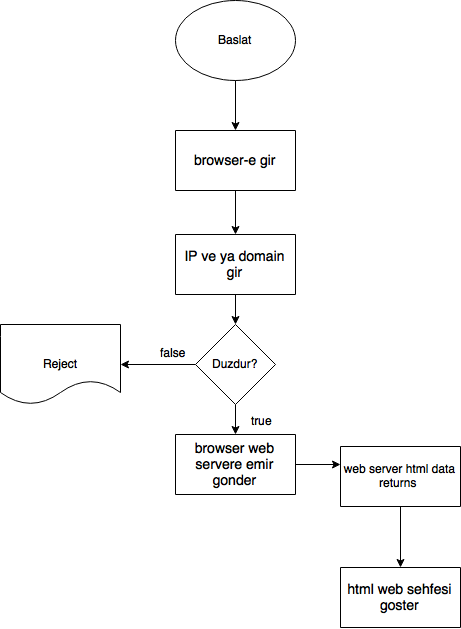 Baslat
browser-e gir
IP ve ya domain
gir
Duzdur?
false
Reject
true
browser web
servere emir
gonder
web server html data
returns
html web sehfesi
goster